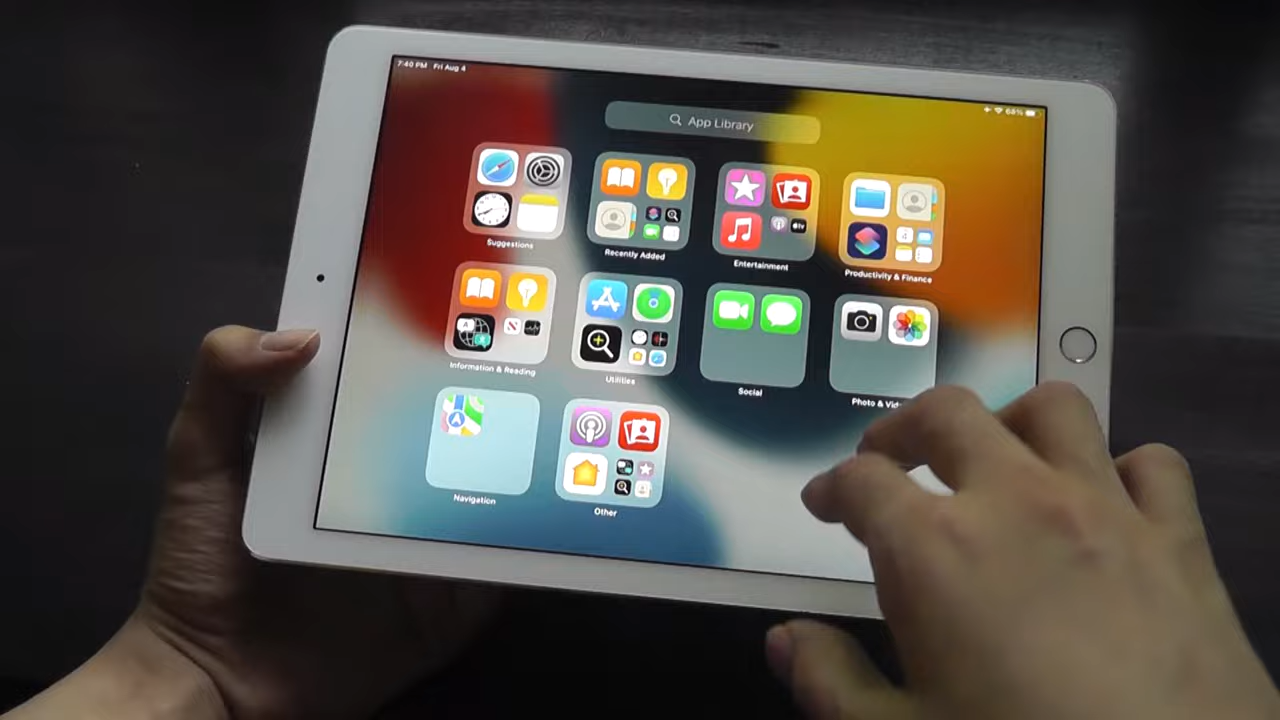 7:40 PM Fri Aug 4
68%
App Library
Suggestions
Recently Added
Entertainment
Productivity & Finance
Information & Reading
Utilities
Social
Photo & Vid
Navigation
Other